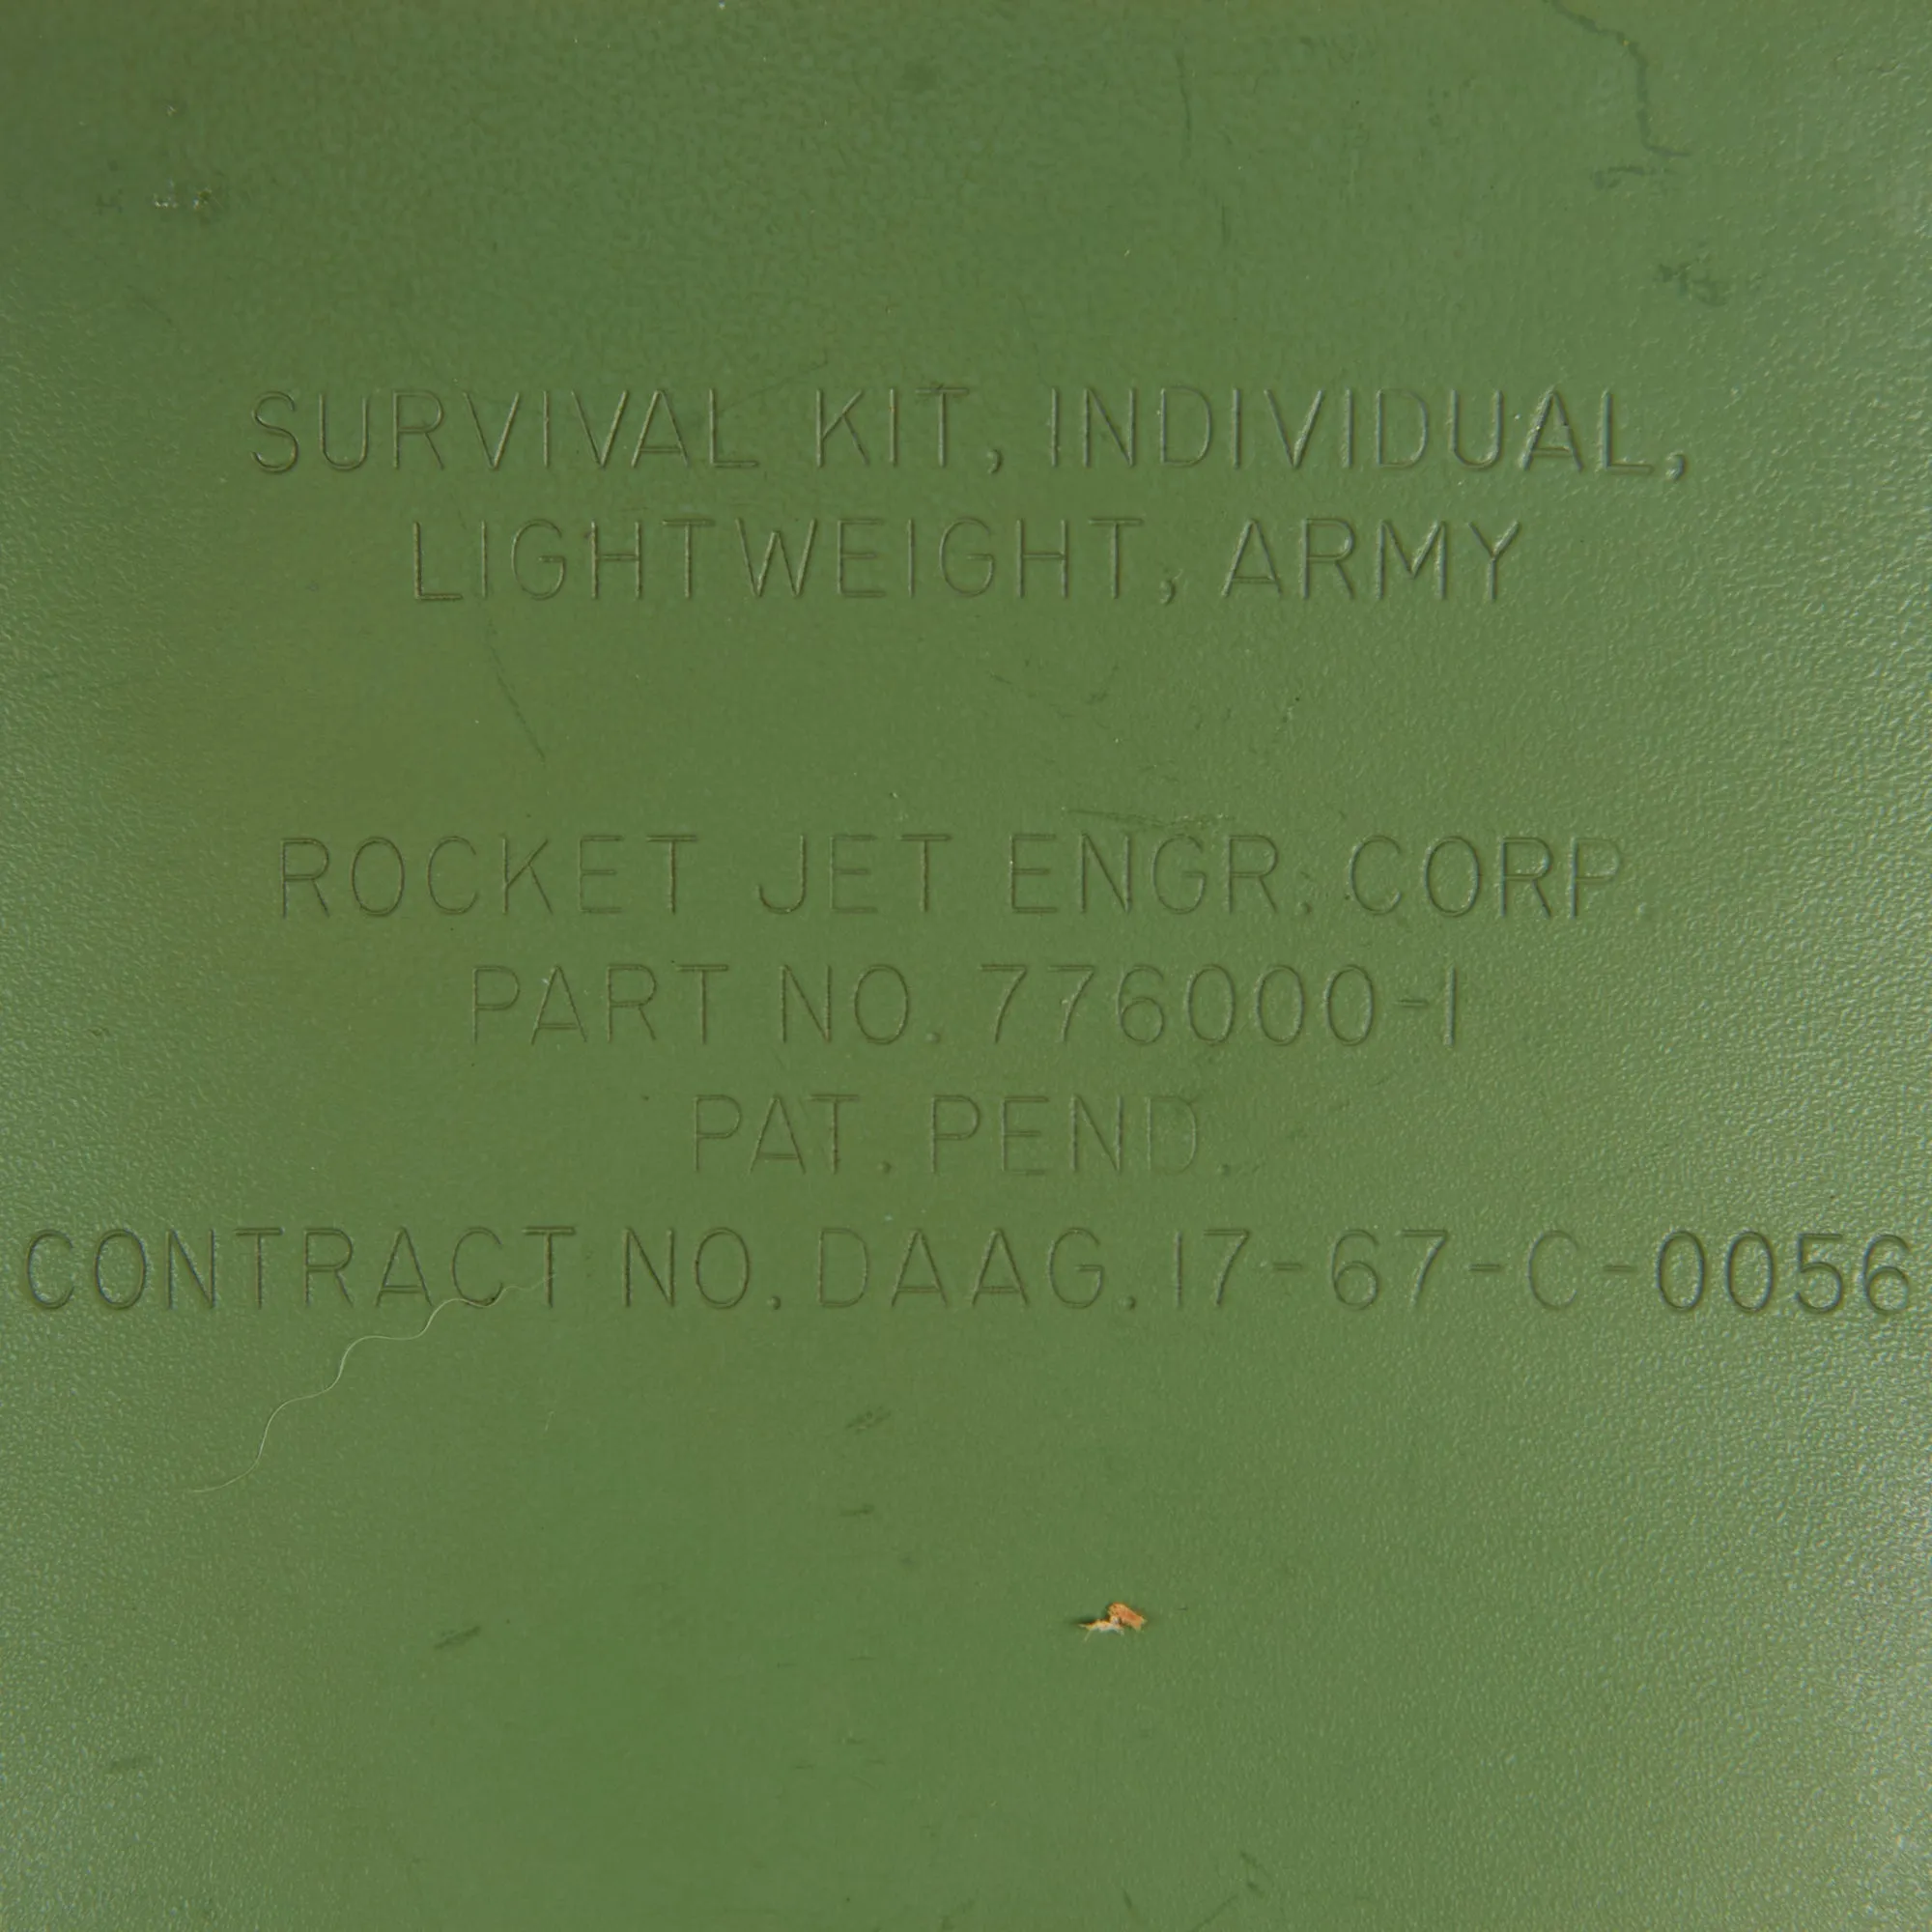 SURVIVAL KIT, INDIVIDUAL,
LIGHTWEIGHT, ARMY
ROCKET JET ENGR. CORP.
PART NO. 776000-1
PAT. PEND.
CONTRACT NO. DAAG. 17-67-C-0056